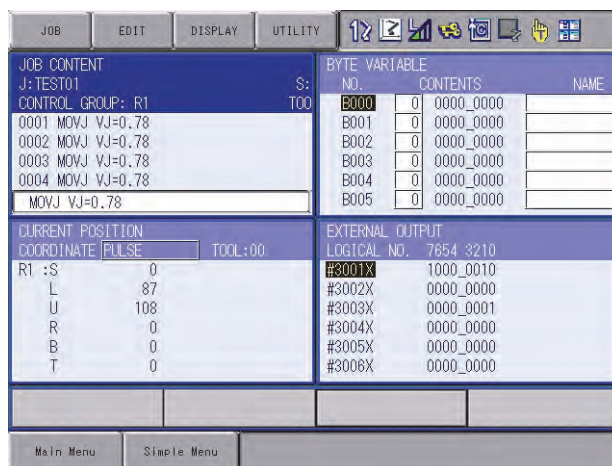 JOB
EDIT
DISPLAY
UTILITY
JOB CONTENT
J:TEST01 S:
CONTROL GROUP: R1 TOO
0001 MOVJ VJ=0.78
0002 MOVJ VJ=0.78
0003 MOVJ VJ=0.78
0004 MOVJ VJ=0.78
MOVJ VJ=0.78
BYTE VARIABLE
NO. CONTENTS NAME
B000 0 0000_0000
B001 0 0000_0000
B002 0 0000_0000
B003 0 0000_0000
B004 0 0000_0000
B005 0 0000_0000
CURRENT POSITION
COORDINATE PULSE TOOL:00
R1 :S 0
L 87
U 108
R 0
B 0
T 0
EXTERNAL OUTPUT
LOGICAL NO. 7654 3210
#3001X 1000_0010
#3002X 0000_0000
#3003X 0000_0001
#3004X 0000_0000
#3005X 0000_0000
#3006X 0000_0000
Main Menu
Simple Menu